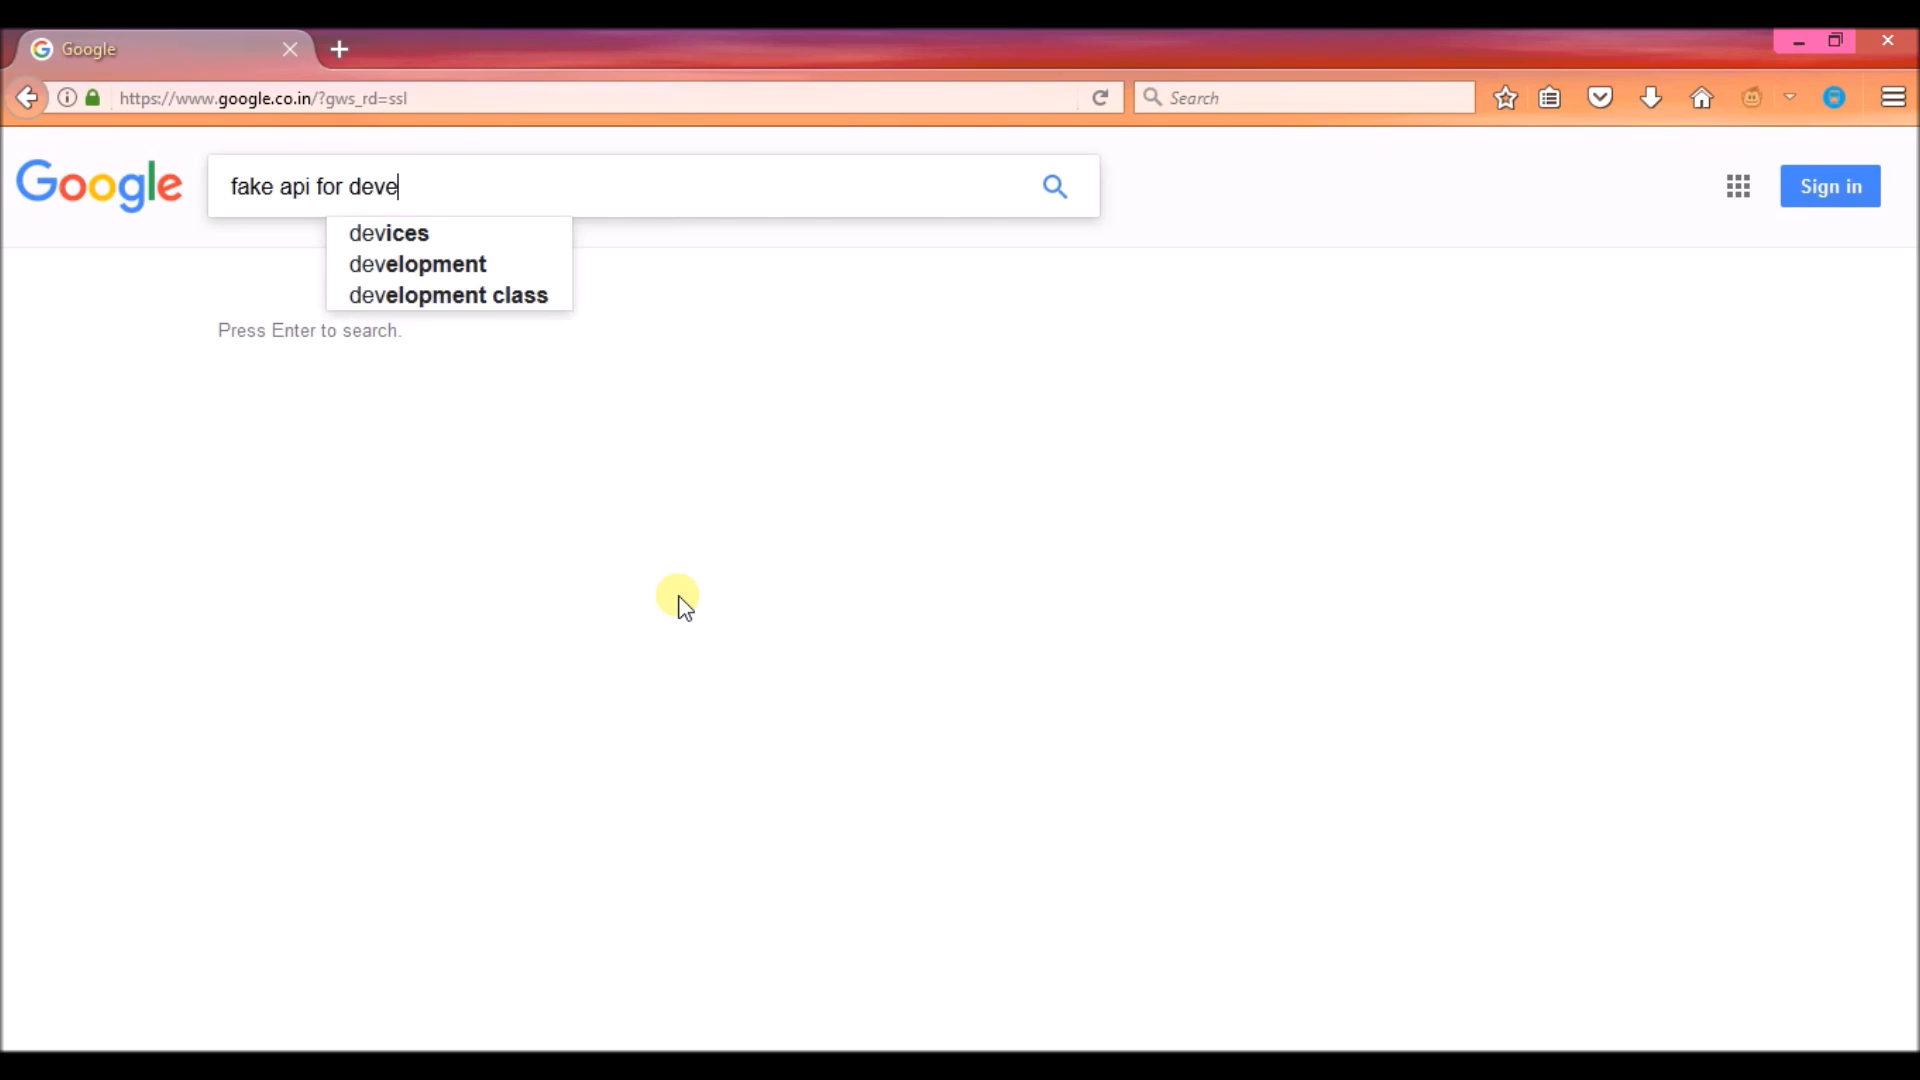 Google
https://www.google.co.in/?gws_rd=ssl
Search
Google
fake api for deve
Sign in
devices
development
development class
Press Enter to search.